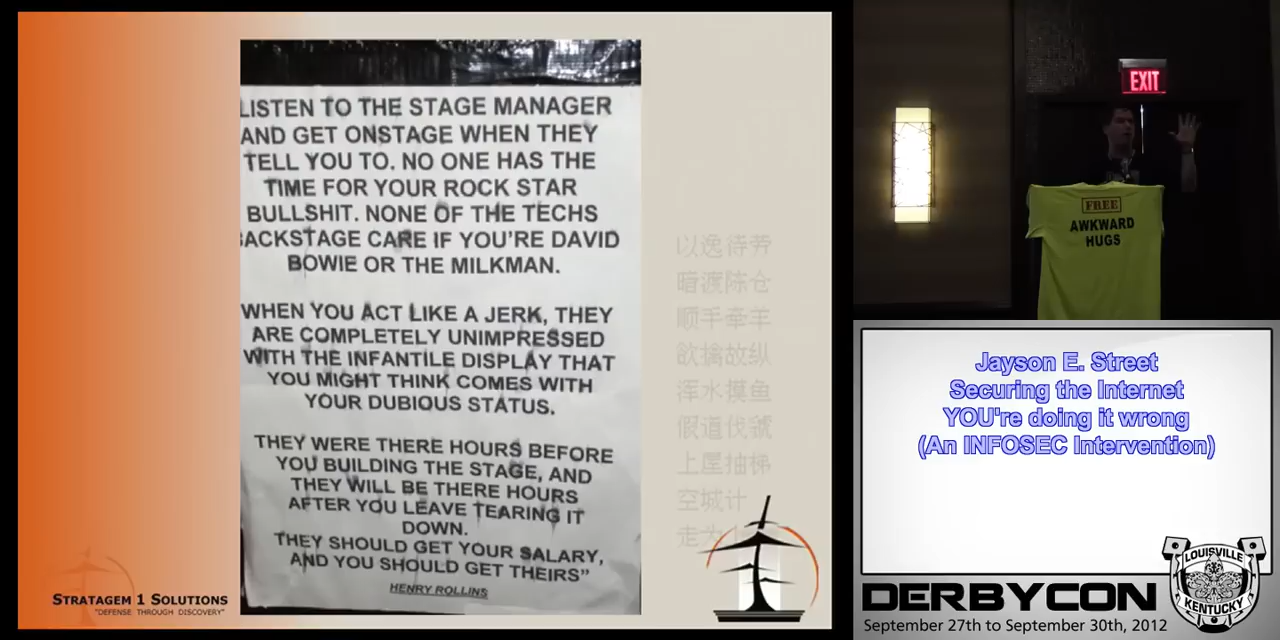 LISTEN TO THE STAGE MANAGER
AND GET ONSTAGE WHEN THEY
TELL YOU TO. NO ONE HAS THE
TIME FOR YOUR ROCK STAR
BULLSHIT. NONE OF THE TECHS
BACKSTAGE CARE IF YOU'RE DAVID
BOWIE OR THE MILKMAN.
WHEN YOU ACT LIKE A JERK, THEY
ARE COMPLETELY UNIMPRESSED
WITH THE INFANTILE DISPLAY THAT
YOU MIGHT THINK COMES WITH
YOUR DUBIOUS STATUS.
THEY WERE THERE HOURS BEFORE
YOU BUILDING THE STAGE, AND
THEY WILL BE THERE HOURS
AFTER YOU LEAVE TEARING IT
DOWN.
THEY SHOULD GET YOUR SALARY,
AND YOU SHOULD GET THEIRS”
HENRY ROLLINS
以逸待劳
暗渡陈仓
顺手牵羊
欲擒故纵
浑水摸鱼
假道伐虢
上屋抽梯
空城计
走为
STRATAGEM 1 SOLUTIONS
"DEFENSE THROUGH DISCOVERY"
EXIT
FREE
AWKWARD
HUGS
Jayson E. Street
Securing the Internet
YOU're doing it wrong
(An INFOSEC Intervention)
DERBYCON
September 27th to September 30th, 2012
LOUISVILLE
KENTUCKY